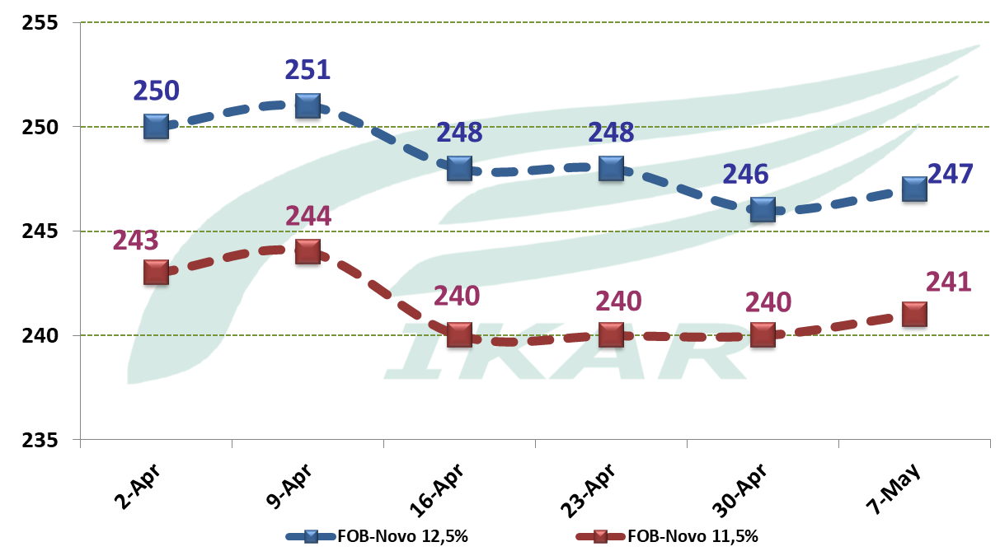 255
250
245
240
235
250
251
248
248
246
247
243
244
240
240
240
241
IKAR
2-Apr
9-Apr
16-Apr
23-Apr
30-Apr
7-May
FOB-Novo 12,5%
FOB-Novo 11,5%